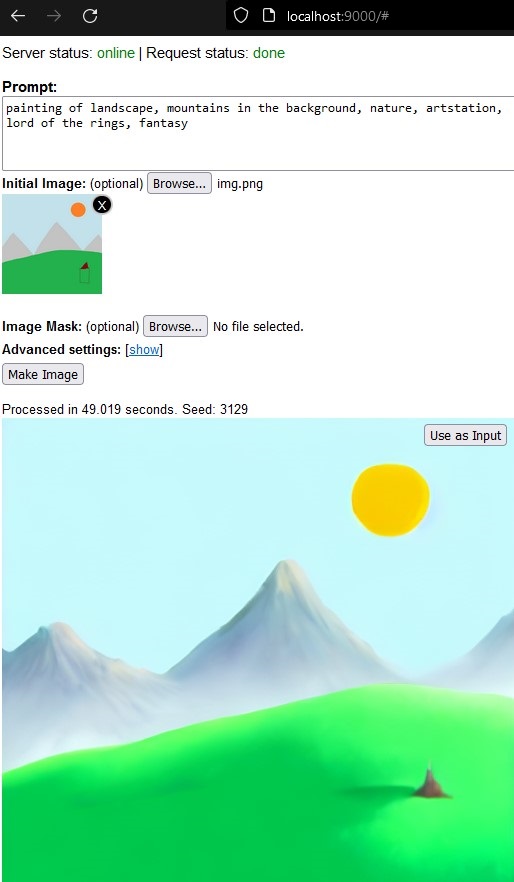 localhost:9000/#
Server status: online | Request status: done
Prompt:
painting of landscape, mountains in the background, nature, artstation,
lord of the rings, fantasy
Initial Image: (optional) Browse... img.png
X
Image Mask: (optional) Browse... No file selected.
Advanced settings: [show]
Make Image
Processed in 49.019 seconds. Seed: 3129
Use as Input